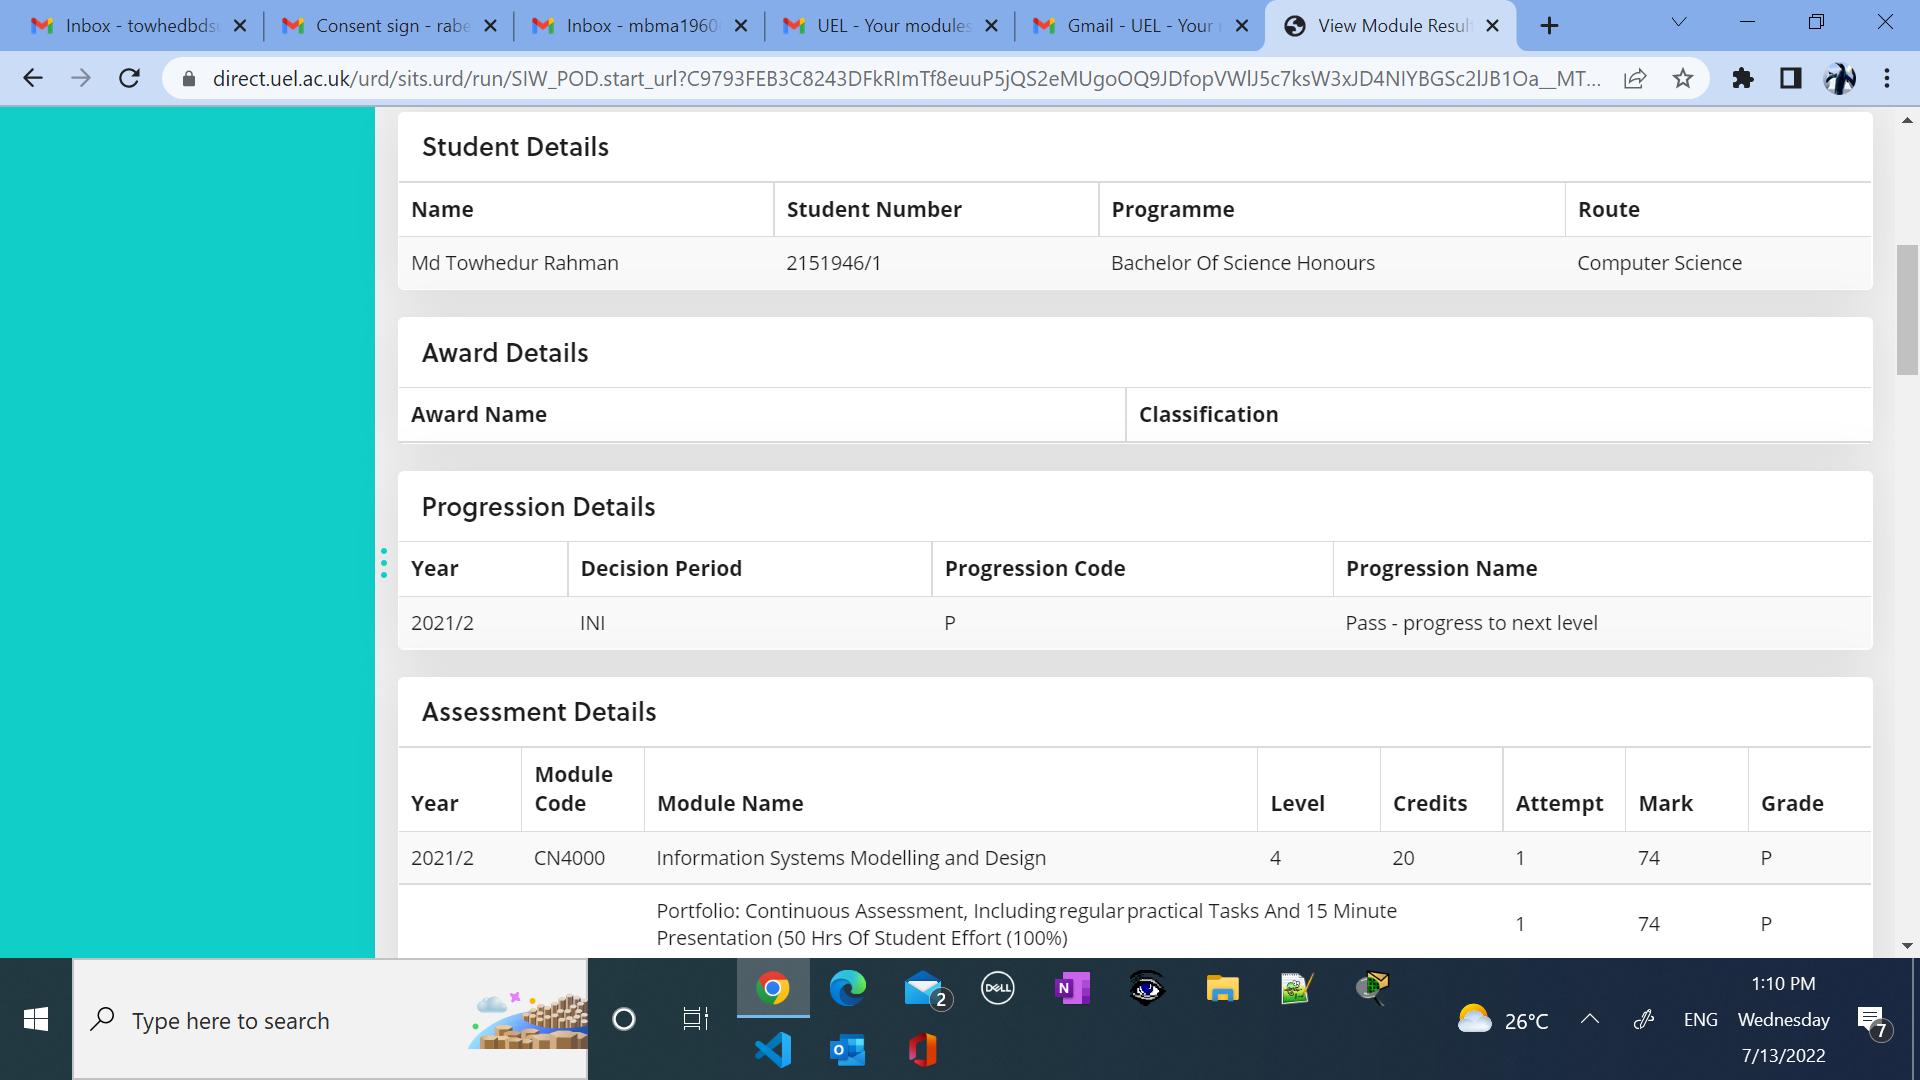 Inbox - towhedbds
Consent sign - rabe
Inbox - mbma1960
UEL - Your modules
Gmail - UEL - Your
View Module Result
direct.uel.ac.uk/urd/sits.urd/run/SIW_POD.start_url?C9793FEB3C8243DFkRImTf8euuP5jQS2eMUgoOQ9JDfopVWlJ5c7ksW3xJD4NIYBGSc2lJB1Oa__MT...
Student Details
Name Student Number Programme Route
Md Towhedur Rahman 2151946/1 Bachelor Of Science Honours Computer Science
Award Details
Award Name Classification
Progression Details
Year Decision Period Progression Code Progression Name
2021/2 INI P Pass - progress to next level
Assessment Details
Year Module Code Module Name Level Credits Attempt Mark Grade
2021/2 CN4000 Information Systems Modelling and Design 4 20 1 74 P
Portfolio: Continuous Assessment, Including regular practical Tasks And 15 Minute
Presentation (50 Hrs Of Student Effort (100%) 1 74 P
Type here to search
2
DELL
N
O
26°C
ENG
1:10 PM
Wednesday
7/13/2022
7